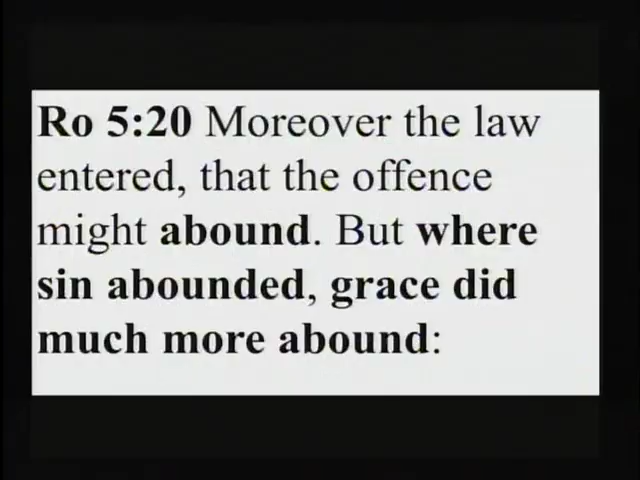 Ro 5:20 Moreover the law
entered, that the offence
might abound. But where
sin abounded, grace did
much more abound: